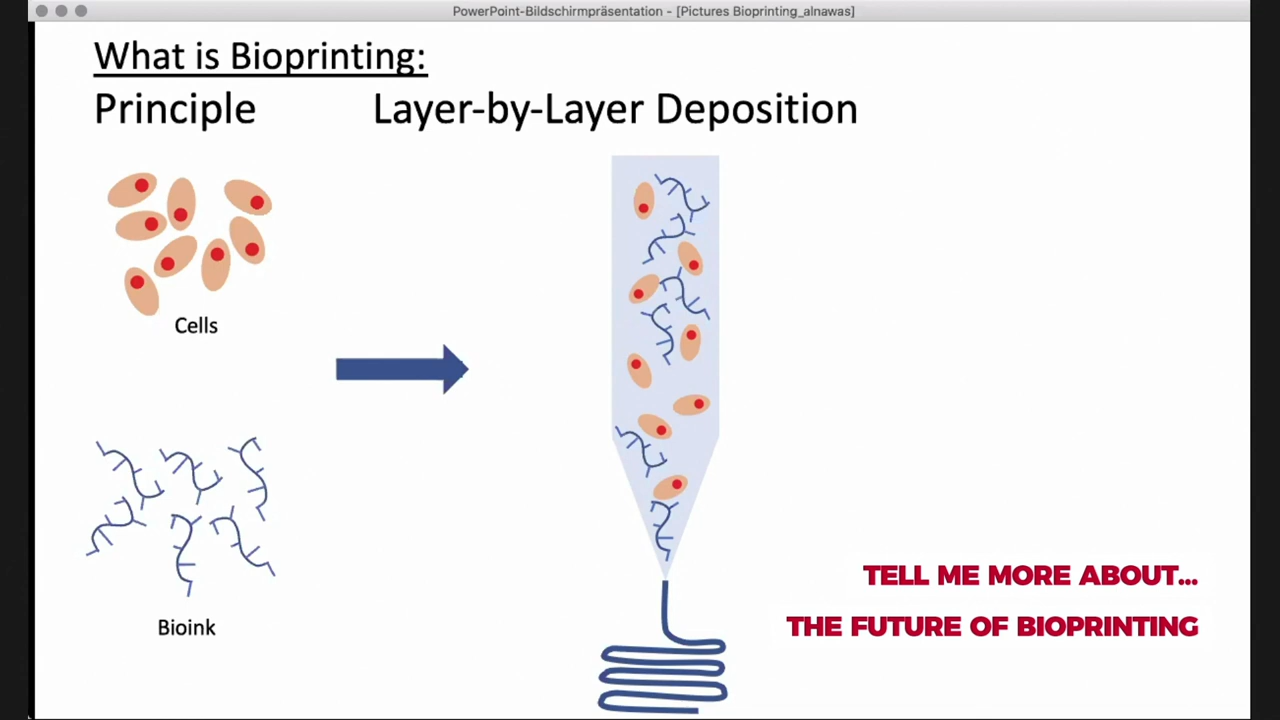 PowerPoint-Bildschirmpräsentation - [Pictures Bioprinting_alnawas]
What is Bioprinting:
Principle Layer-by-Layer Deposition
Cells
Bioink
TELL ME MORE ABOUT...
THE FUTURE OF BIOPRINTING